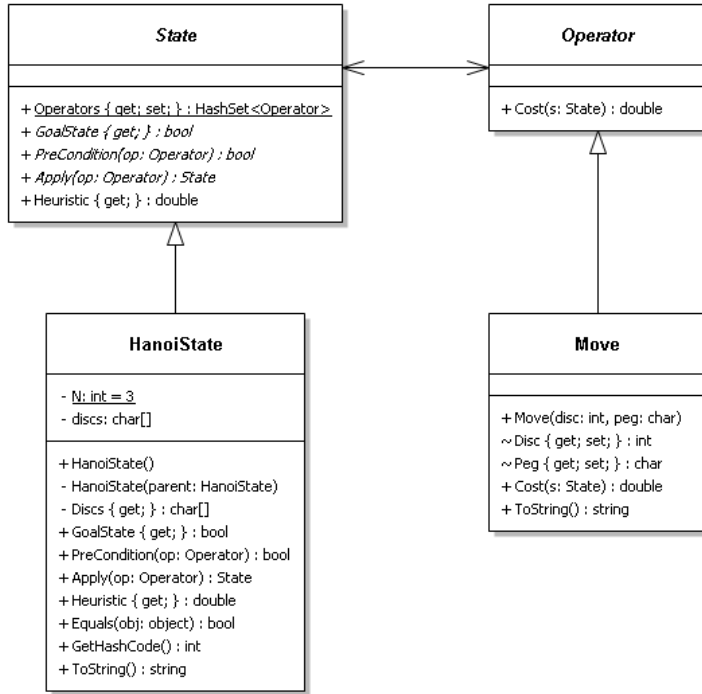 State
+ Operators { get; set; } : HashSet<Operator>
+ GoalState { get; } : bool
+ PreCondition(op: Operator) : bool
+ Apply(op: Operator) : State
+ Heuristic { get; } : double
Operator
+ Cost(s: State) : double
HanoiState
- N: int = 3
- discs: char[]
+ HanoiState()
- HanoiState(parent: HanoiState)
- Discs { get; } : char[]
+ GoalState { get; } : bool
+ PreCondition(op: Operator) : bool
+ Apply(op: Operator) : State
+ Heuristic { get; } : double
+ Equals(obj: object) : bool
+ GetHashCode() : int
+ ToString() : string
Move
+ Move(disc: int, peg: char)
~ Disc { get; set; } : int
~ Peg { get; set; } : char
+ Cost(s: State) : double
+ ToString() : string